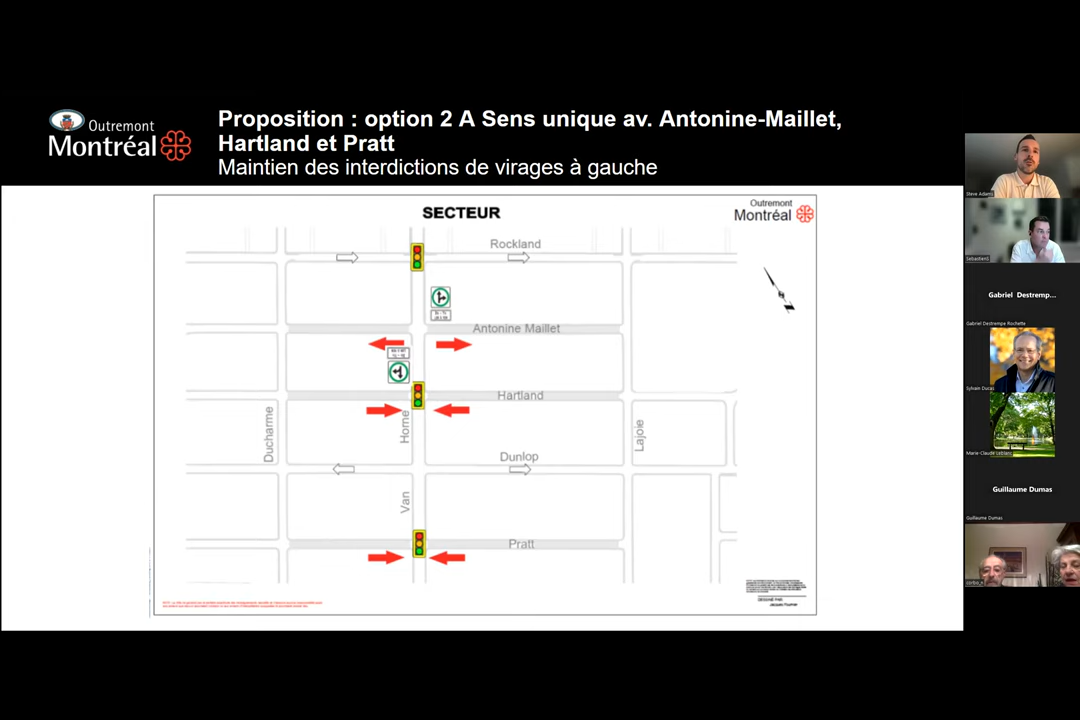 Outremont
Montréal
Proposition : option 2 A Sens unique av. Antonine-Maillet,
Hartland et Pratt
Maintien des interdictions de virages à gauche
SECTEUR
Outremont
Montréal
Rockland
Antonine Maillet
Hartland
Ducharme
Horne
Lajoie
Dunlop
Van
Pratt
Steve Adams
Gabriel Destremp...
Gabriel Destrempe Rochette
Marie-Claude Leblanc
Guillaume Dumas
Guillaume Dumas